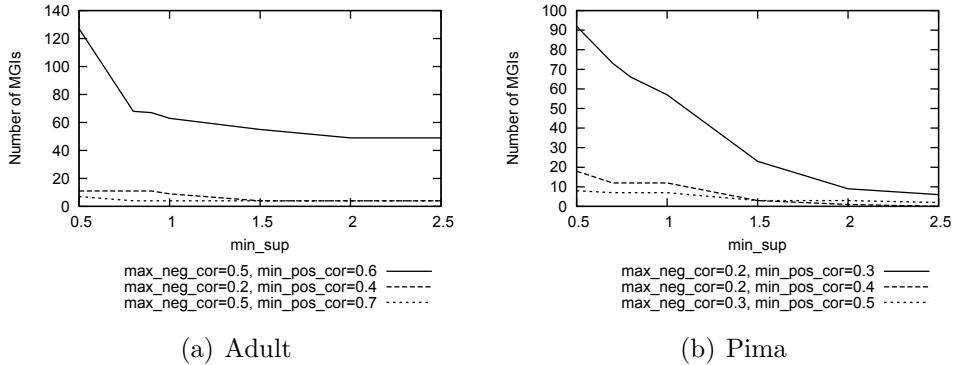 140
120
100
80
60
40
20
0
Number of MGIs
0.5 1 1.5 2 2.5
min_sup
max_neg_cor=0.5, min_pos_cor=0.6
max_neg_cor=0.2, min_pos_cor=0.4
max_neg_cor=0.5, min_pos_cor=0.7
(a) Adult
100
90
80
70
60
50
40
30
20
10
0
Number of MGIs
0.5 1 1.5 2 2.5
min_sup
max_neg_cor=0.2, min_pos_cor=0.3
max_neg_cor=0.2, min_pos_cor=0.4
max_neg_cor=0.3, min_pos_cor=0.5
(b) Pima